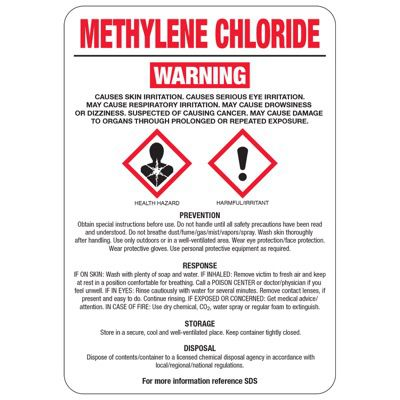 METHYLENE CHLORIDE
WARNING
CAUSES SKIN IRRITATION. CAUSES SERIOUS EYE IRRITATION.
MAY CAUSE RESPIRATORY IRRITATION. MAY CAUSE DROWSINESS
OR DIZZINESS. SUSPECTED OF CAUSING CANCER. MAY CAUSE DAMAGE
TO ORGANS THROUGH PROLONGED OR REPEATED EXPOSURE.
HEALTH HAZARD
HARMFUL/IRRITANT
PREVENTION
Obtain special instructions before use. Do not handle until all safety precautions have been read
and understood. Do not breathe dust/fume/gas/mist/vapors/spray. Wash skin thoroughly
after handling. Use only outdoors or in a well-ventilated area. Wear eye protection/face protection.
Wear protective gloves. Use personal protective equipment as required.
RESPONSE
IF ON SKIN: Wash with plenty of soap and water. IF INHALED: Remove victim to fresh air and keep
at rest in a position comfortable for breathing. Call a POISON CENTER or doctor/physician if you
feel unwell. IF IN EYES: Rinse cautiously with water for several minutes. Remove contact lenses, if
present and easy to do. Continue rinsing. IF EXPOSED OR CONCERNED: Get medical advice/
attention. IN CASE OF FIRE: Use dry chemical, CO₂, water spray or regular foam to extinguish.
STORAGE
Store in a secure, cool and well-ventilated place. Keep container tightly closed.
DISPOSAL
Dispose of contents/container to a licensed chemical disposal agency in accordance with
local/regional/national regulations.
For more information reference SDS